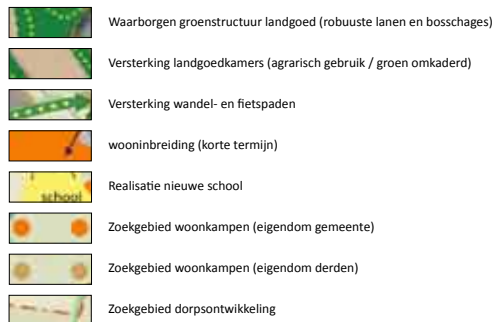 Waarborgen groenstructuur landgoed (robuuste lanen en bosschages)
Versterking landgoedkamers (agrarisch gebruik / groen omkaderd)
Versterking wandel- en fietspaden
wooninbreiding (korte termijn)
Realisatie nieuwe school
school
Zoekgebied woonkampen (eigendom gemeente)
Zoekgebied woonkampen (eigendom derden)
Zoekgebied dorpsontwikkeling